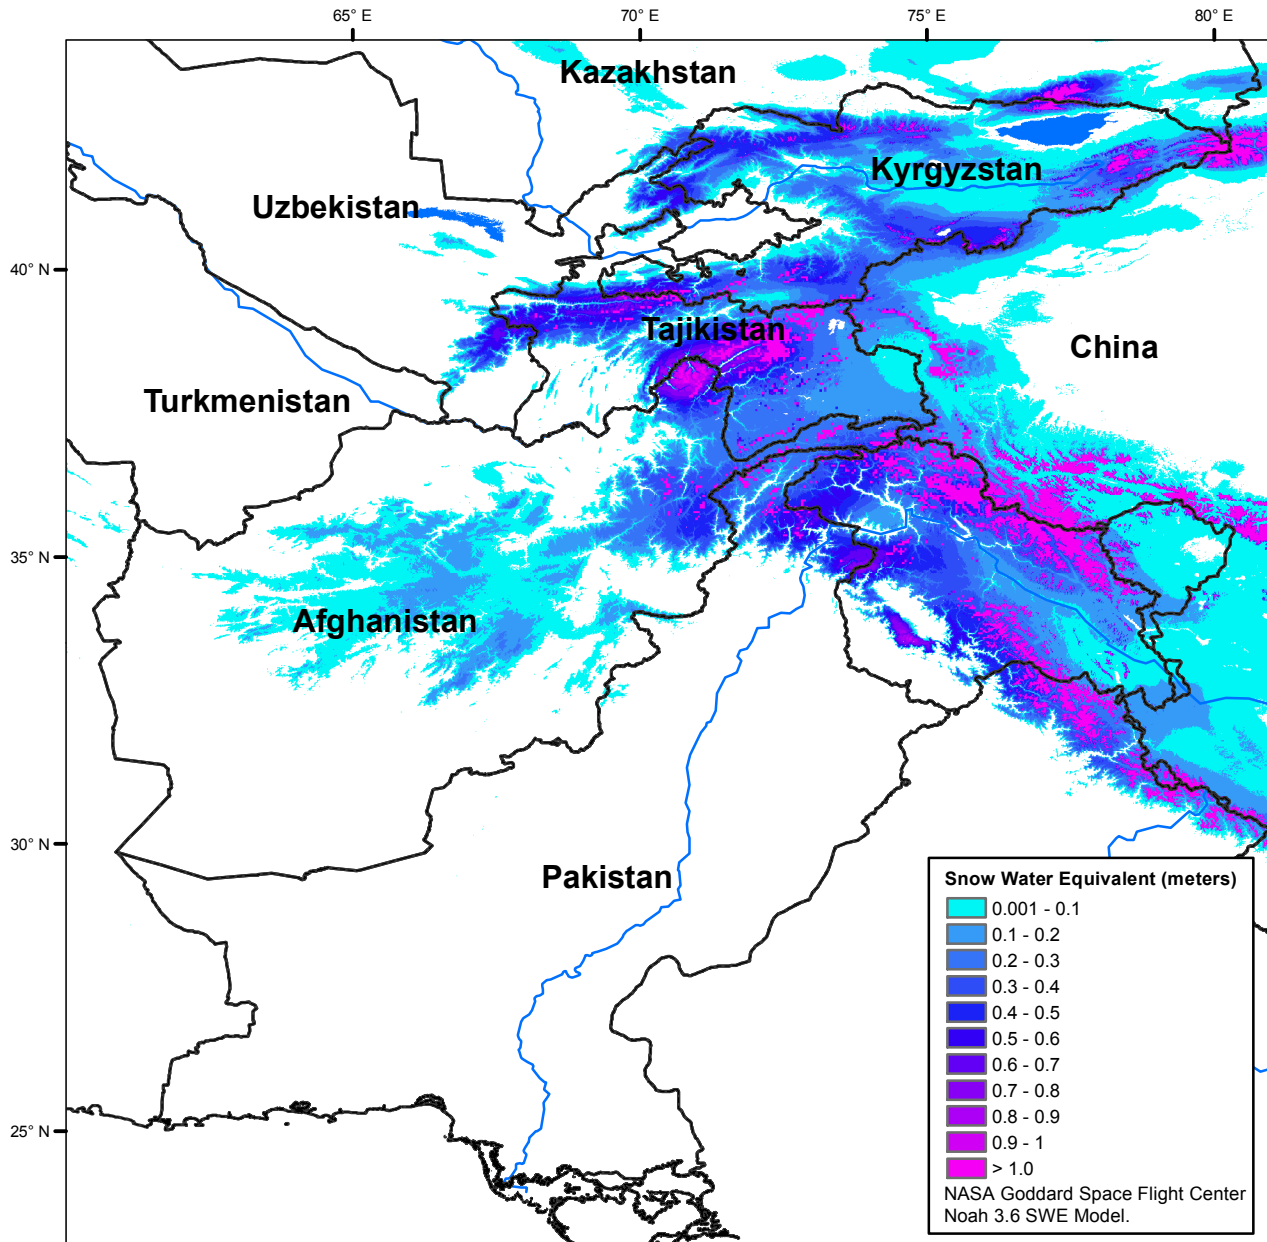 65° E
70° E
75° E
80° E
Kazakhstan
Kyrgyzstan
Uzbekistan
40° N
Tajikistan
China
Turkmenistan
35° N
Afghanistan
30° N
Pakistan
25° N
Snow Water Equivalent (meters)
0.001 - 0.1
0.1 - 0.2
0.2 - 0.3
0.3 - 0.4
0.4 - 0.5
0.5 - 0.6
0.6 - 0.7
0.7 - 0.8
0.8 - 0.9
0.9 - 1
> 1.0
NASA Goddard Space Flight Center
Noah 3.6 SWE Model.